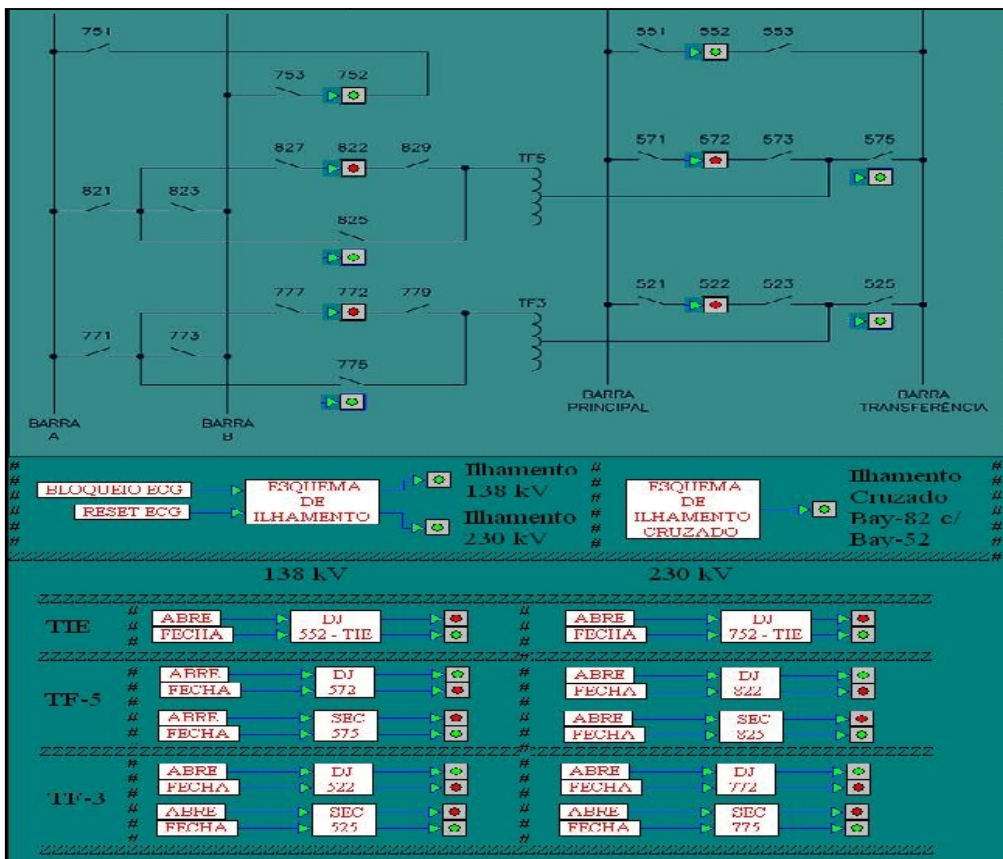 751
551 552 553
753 752
827 822 829
TF5
571 572 573 575
821 823
825
777 772 779
TF3
521 522 523 525
771 773
775
BARRA A
BARRA B
BARRA PRINCIPAL
BARRA TRANSFERÊNCIA
BLOQUEIO ECG
RESET ECG
ESQUEMA
DE
ILHAMENTO
Ilhamento
138 kV
Ilhamento
230 kV
ESQUEMA
DE
ILHAMENTO
CRUZADO
Ilhamento
Cruzado
Bay-82 c/
Bay-52
138 kV 230 kV
TIE
ABRE
FECHA
DJ
552 - TIE
ABRE
FECHA
DJ
752 - TIE
TF-5
ABRE
FECHA
DJ
572
ABRE
FECHA
DJ
822
ABRE
FECHA
SEC
575
ABRE
FECHA
SEC
825
TF-3
ABRE
FECHA
DJ
522
ABRE
FECHA
DJ
772
ABRE
FECHA
SEC
525
ABRE
FECHA
SEC
775